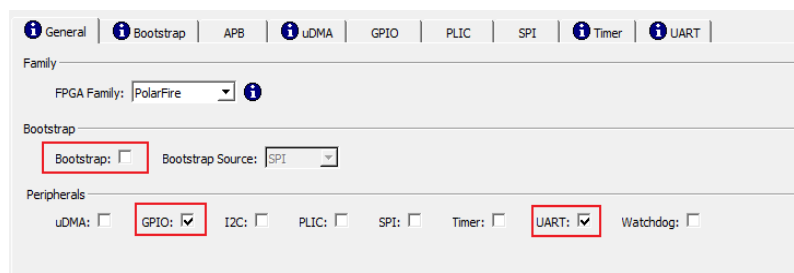 General Bootstrap APB uDMA GPIO PLIC SPI Timer UART
Family
FPGA Family: PolarFire
Bootstrap
Bootstrap: Bootstrap Source: SPI
Peripherals
uDMA: GPIO: I2C: PLIC: SPI: Timer: UART: Watchdog: